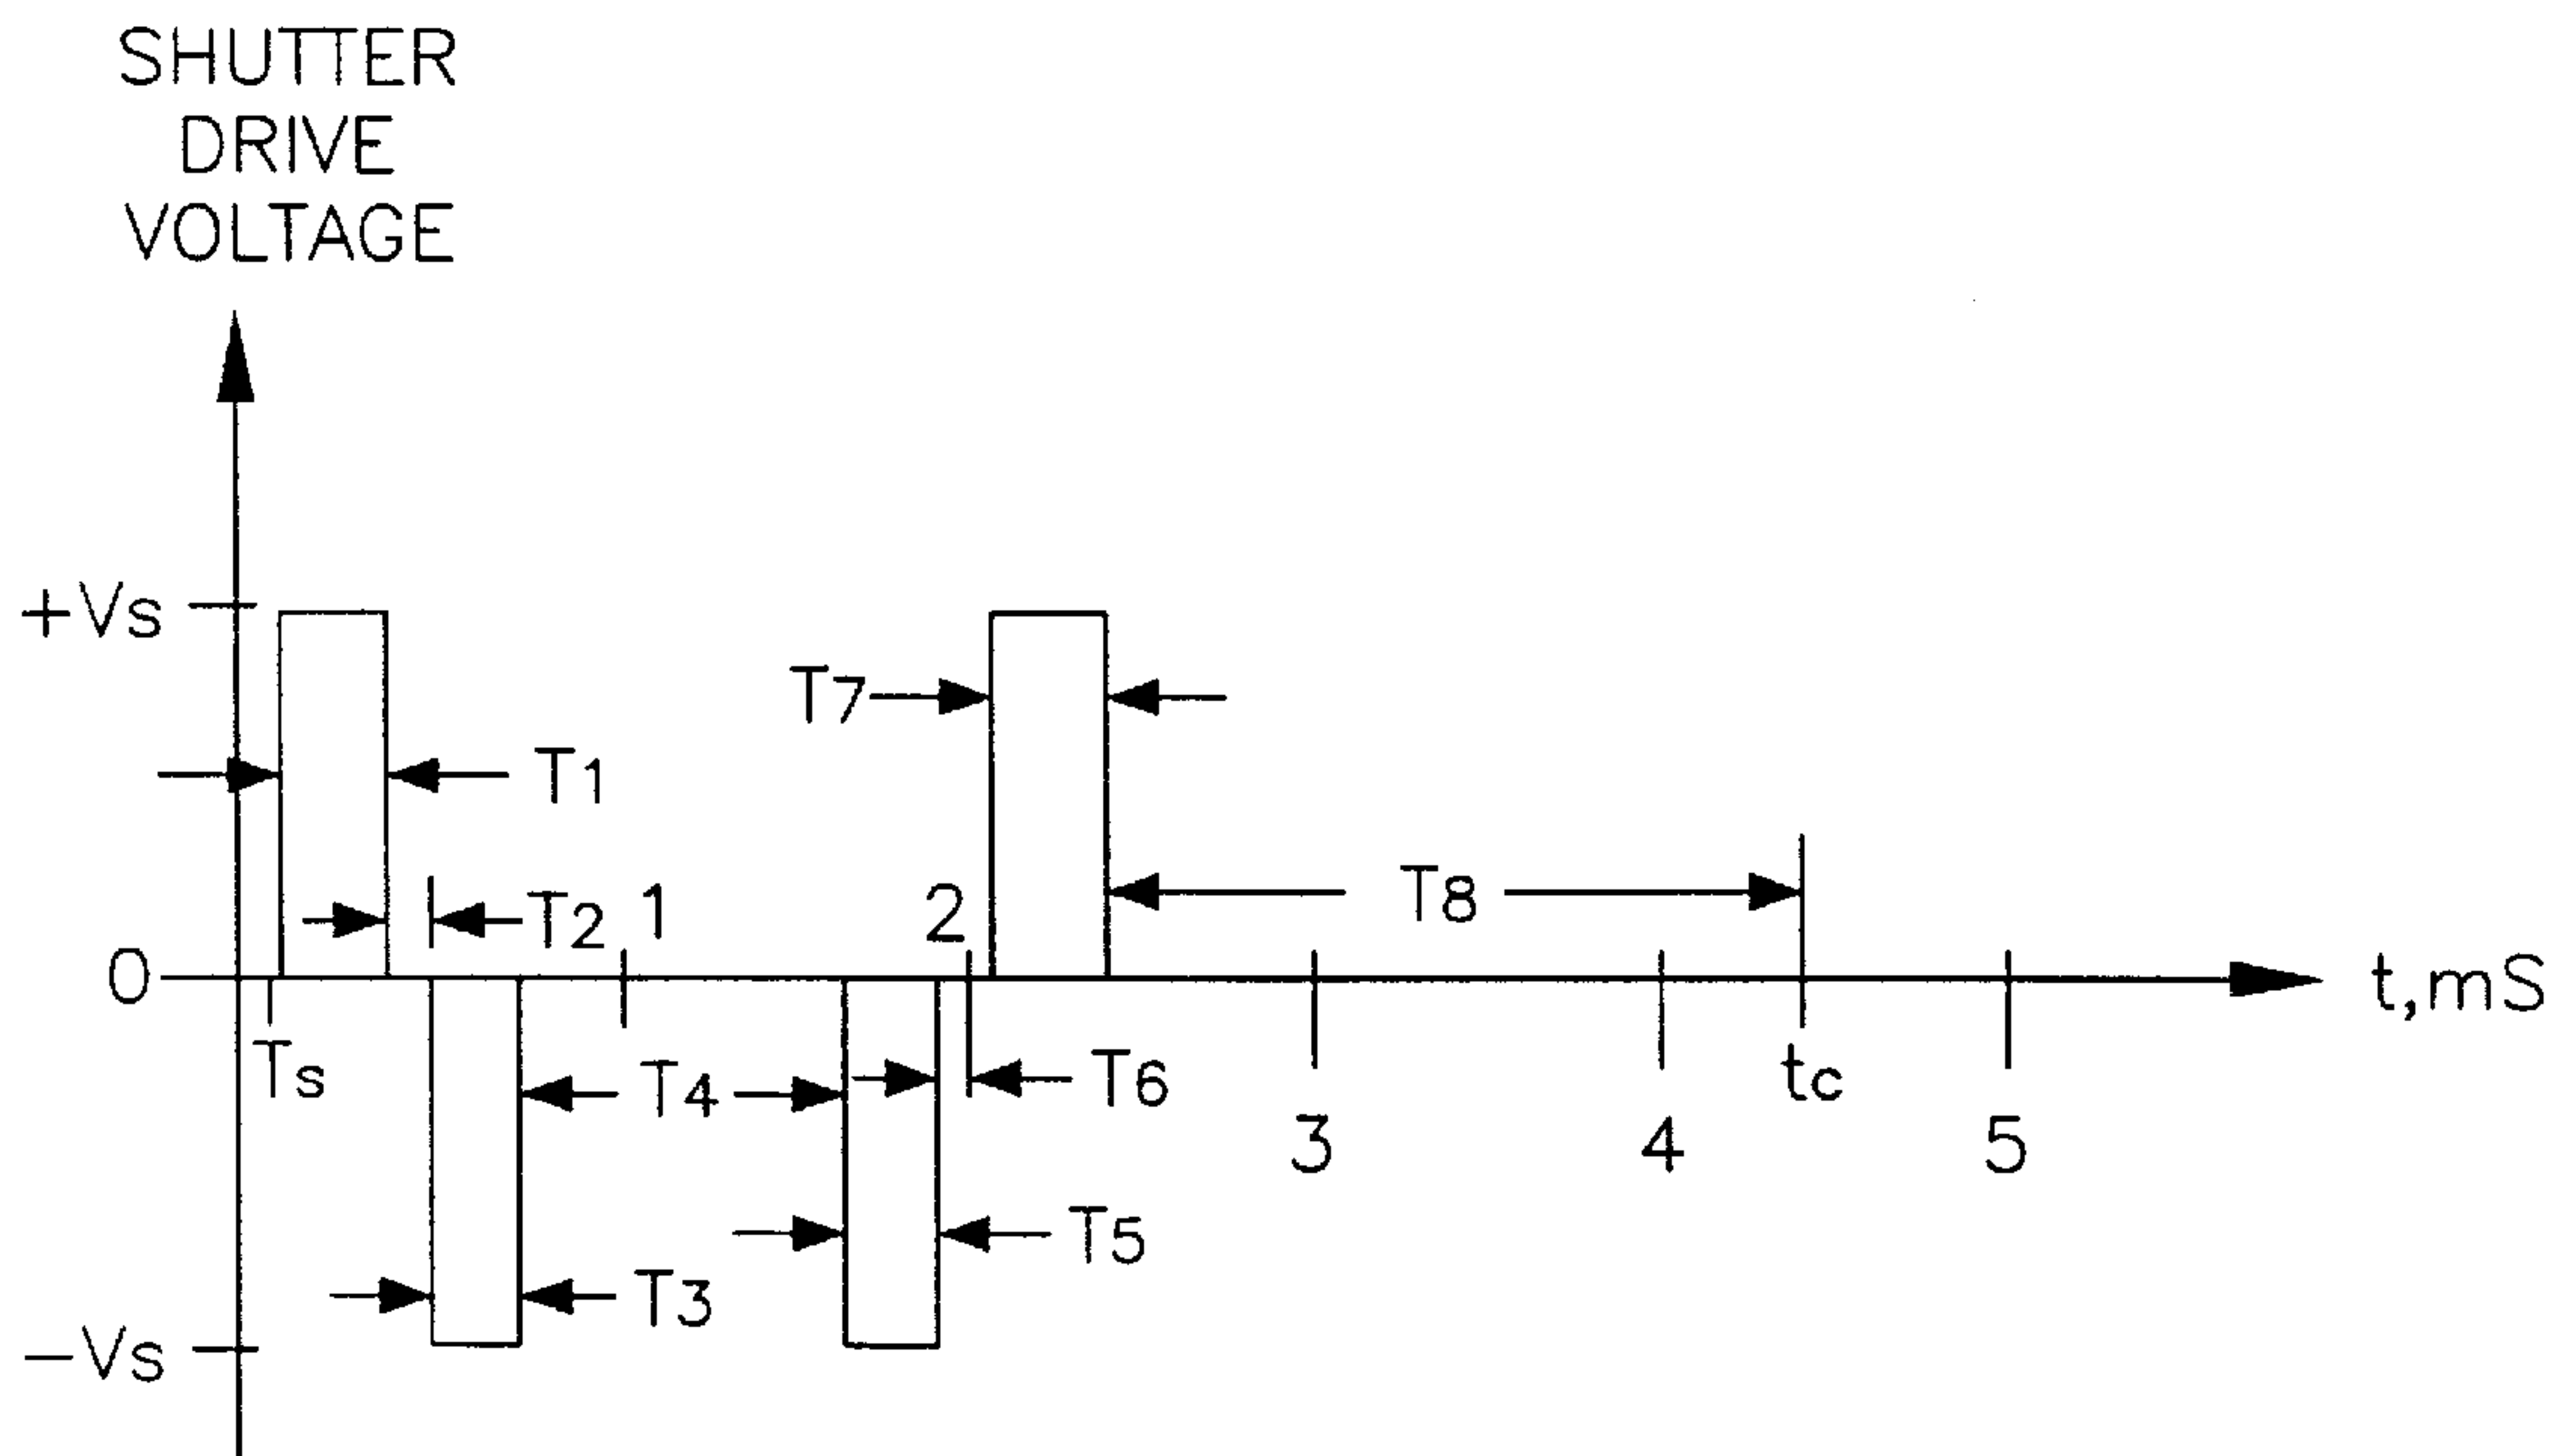 SHUTTER
DRIVE
VOLTAGE
+Vs
T7
T1
T8
T2
1
2
0
t,mS
Ts
T4
T6
tc
3
4
5
T5
T3
−Vs